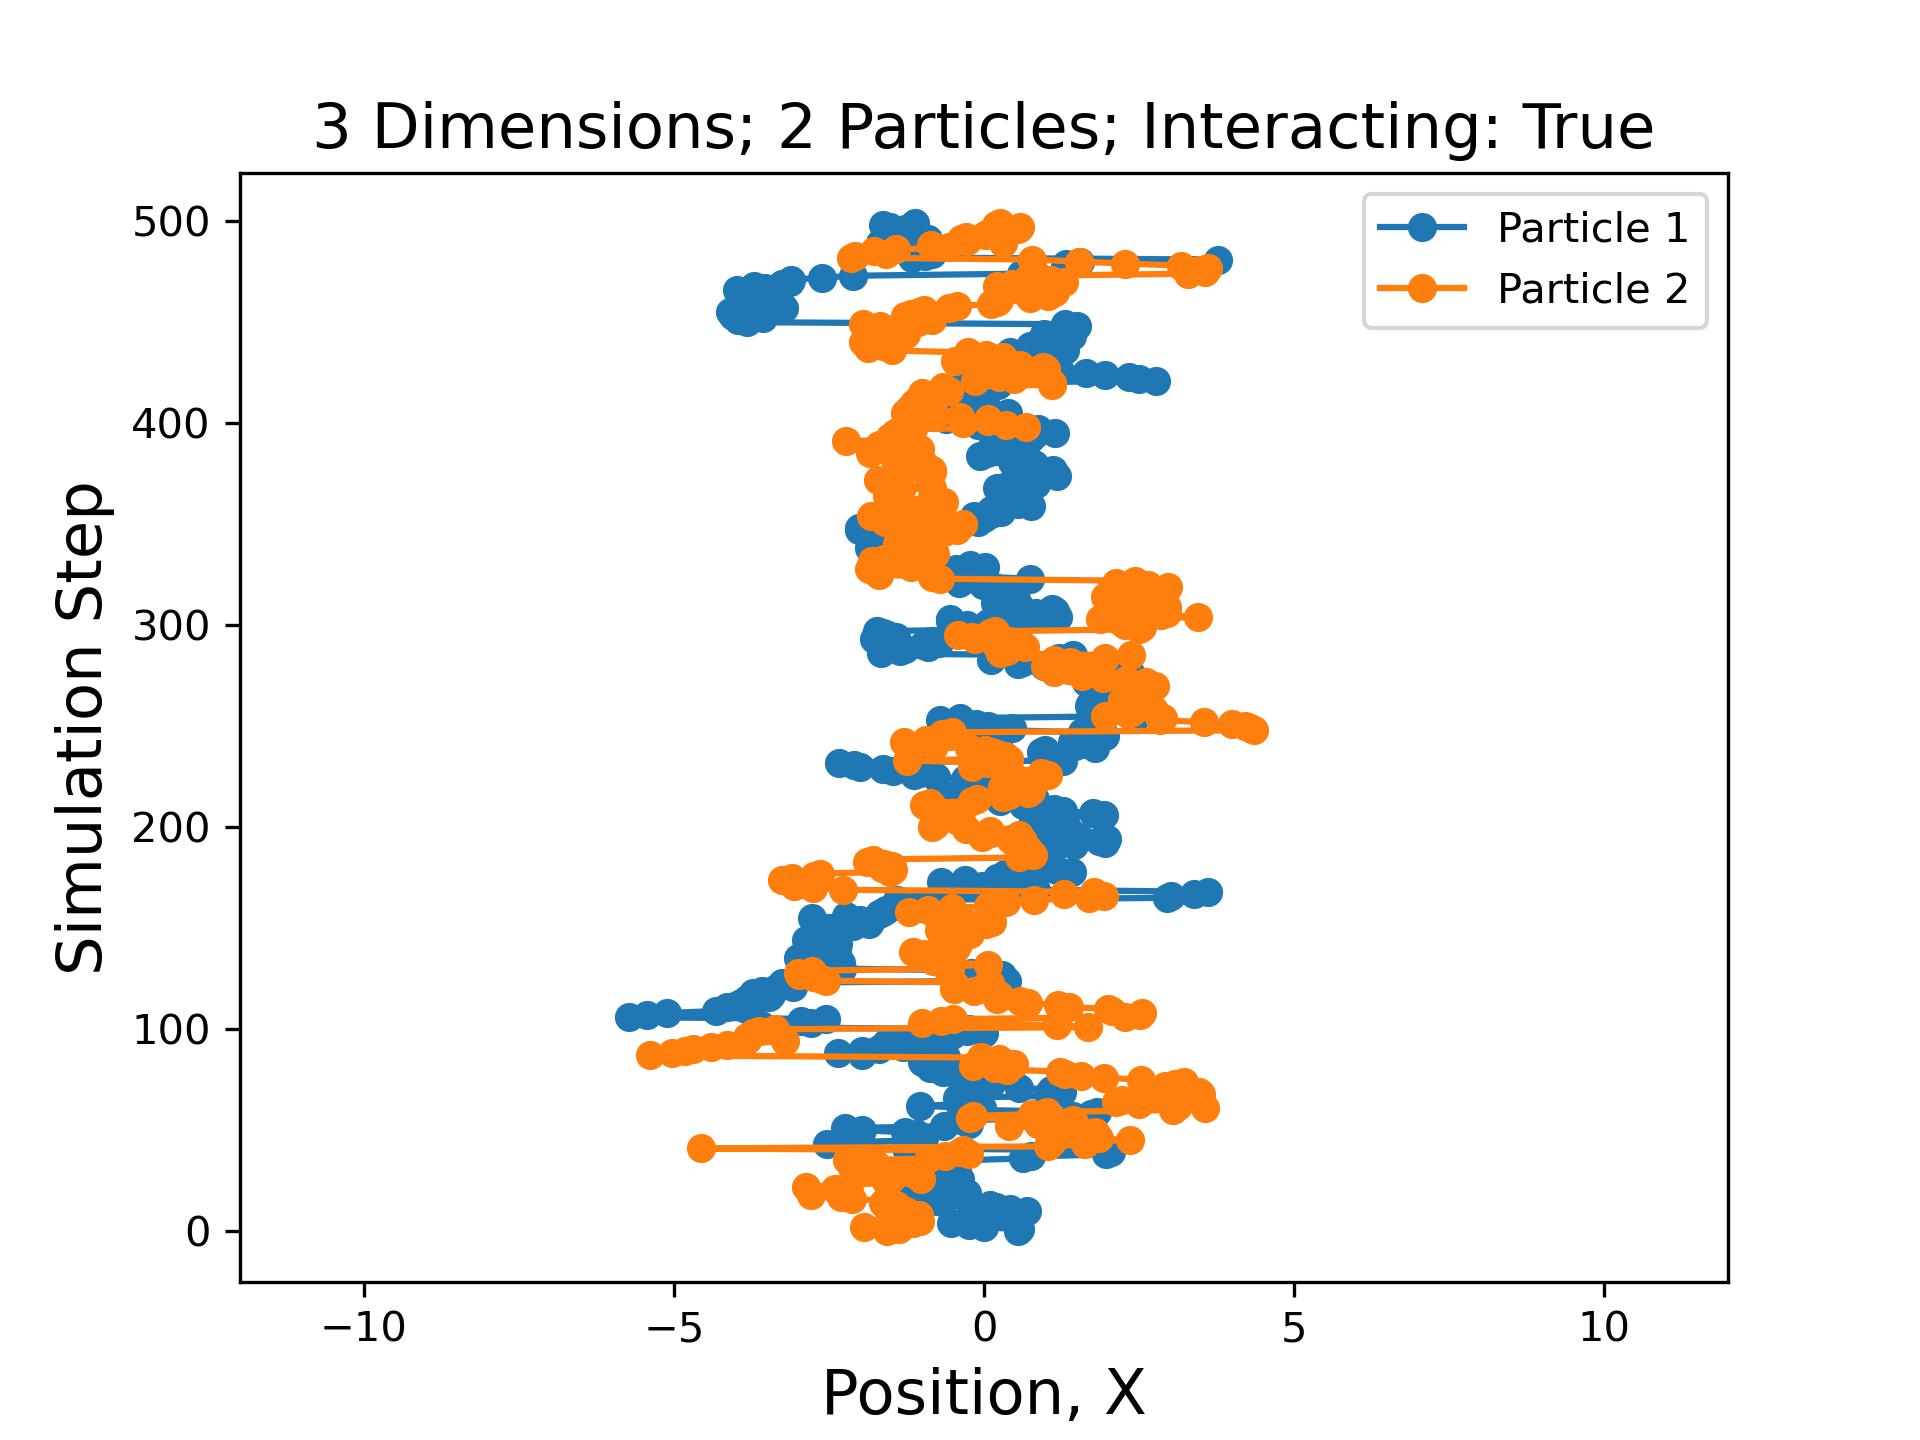 3 Dimensions; 2 Particles; Interacting: True
Particle 1
Particle 2
Simulation Step
500
400
300
200
100
0
−10
−5
0
5
10
Position, X